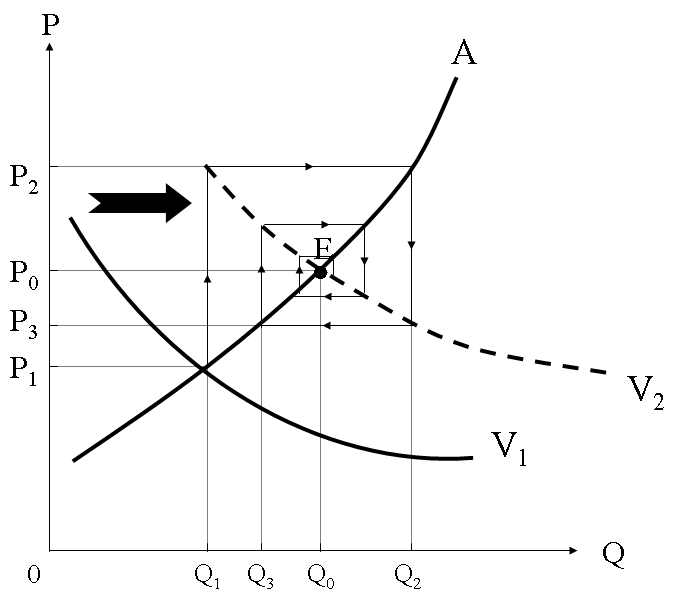 P
A
P₂
E
P₀
P₃
P₁
V₂
V₁
Q
0
Q₁
Q₃
Q₀
Q₂